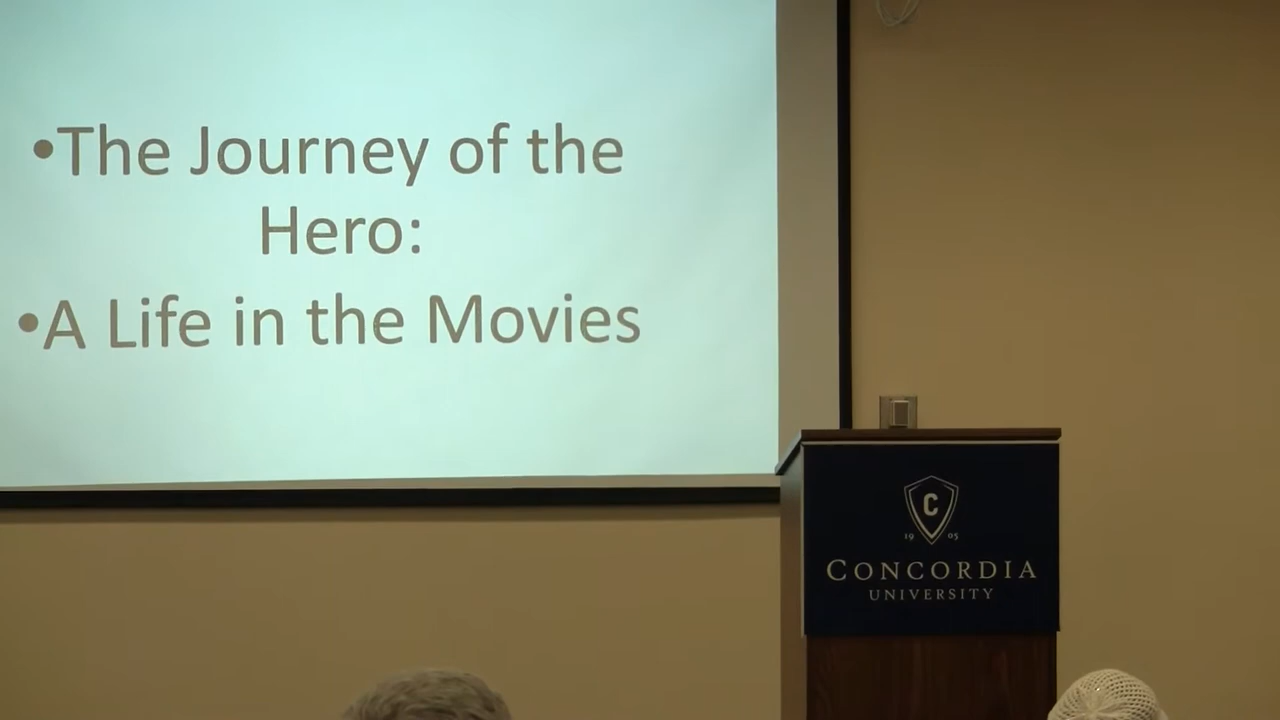 •The Journey of the
Hero:
•A Life in the Movies
C
19 05
CONCORDIA
UNIVERSITY